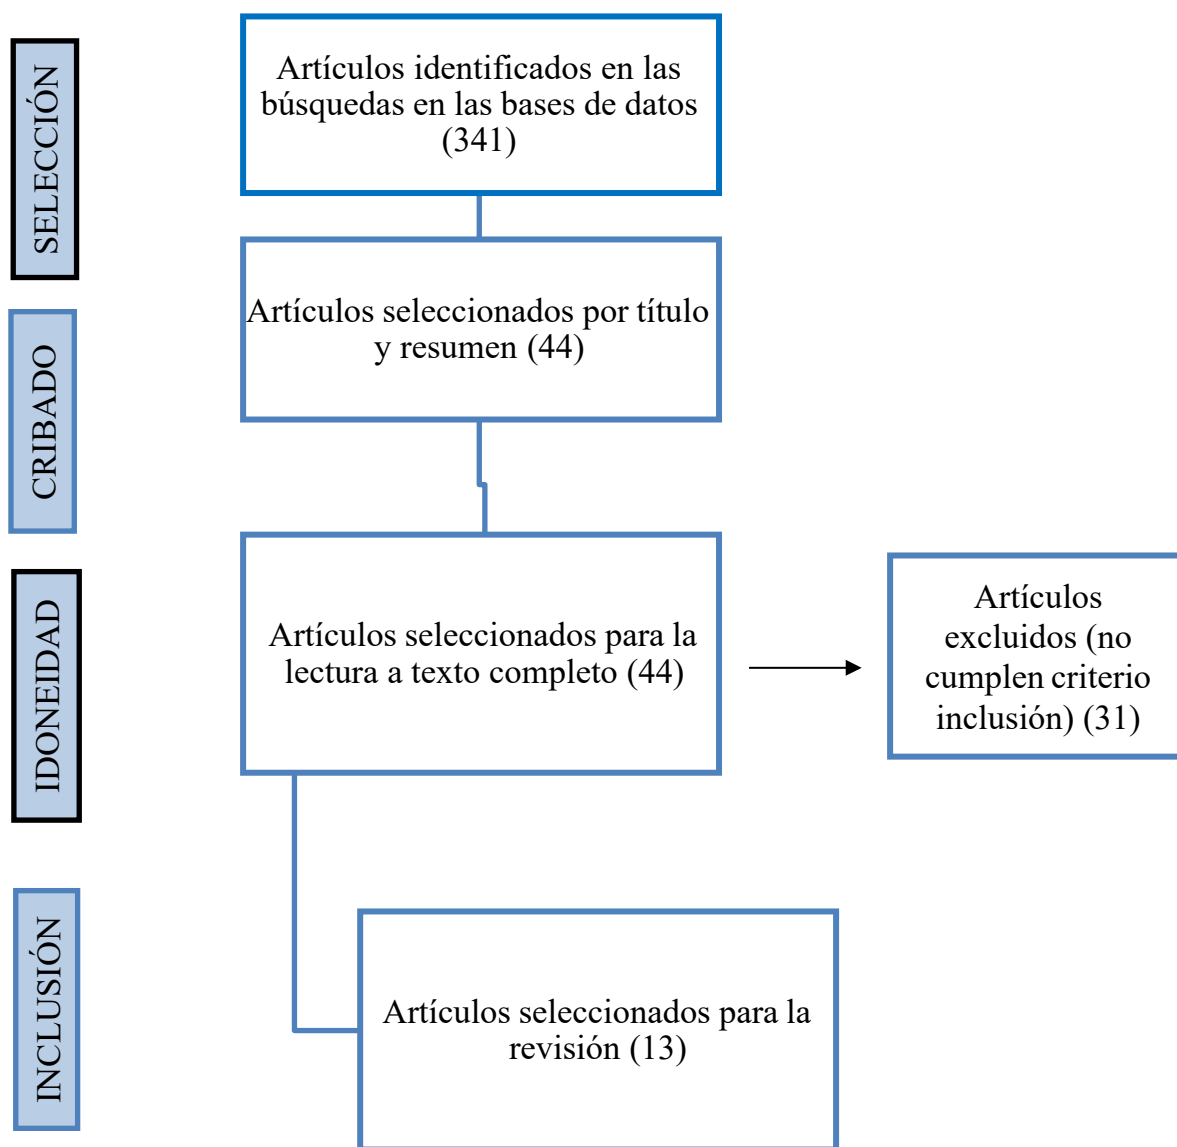 SELECCIÓN
Artículos identificados en las
búsquedas en las bases de datos
(341)
CRIBADO
Artículos seleccionados por título
y resumen (44)
IDONEIDAD
Artículos seleccionados para la
lectura a texto completo (44)
Artículos
excluidos (no
cumplen criterio
inclusión) (31)
INCLUSIÓN
Artículos seleccionados para la
revisión (13)